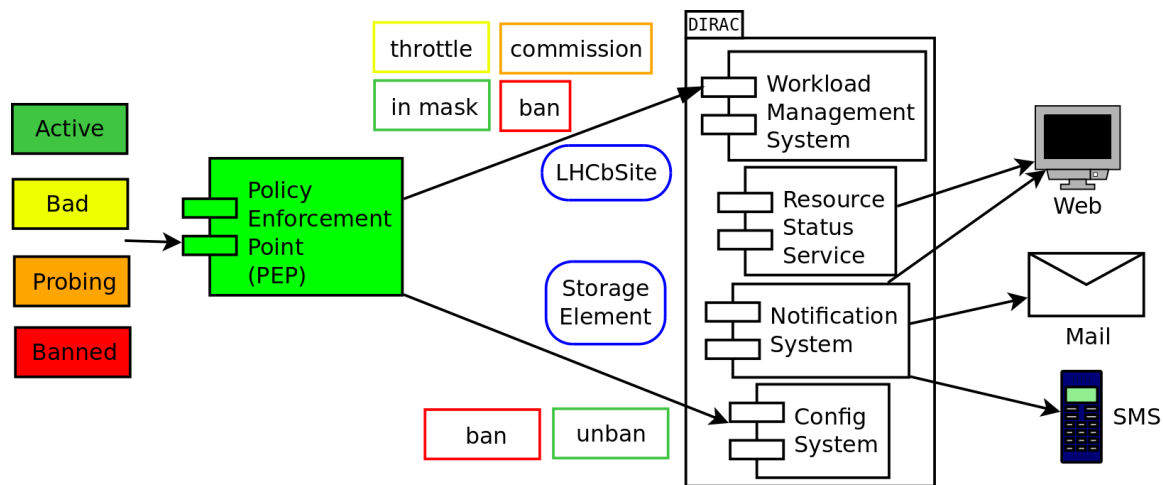 Active
Bad
Probing
Banned
Policy
Enforcement
Point
(PEP)
throttle
commission
in mask
ban
LHCbSite
Storage
Element
ban
unban
DIRAC
Workload
Management
System
Resource
Status
Service
Notification
System
Config
System
Web
Mail
SMS